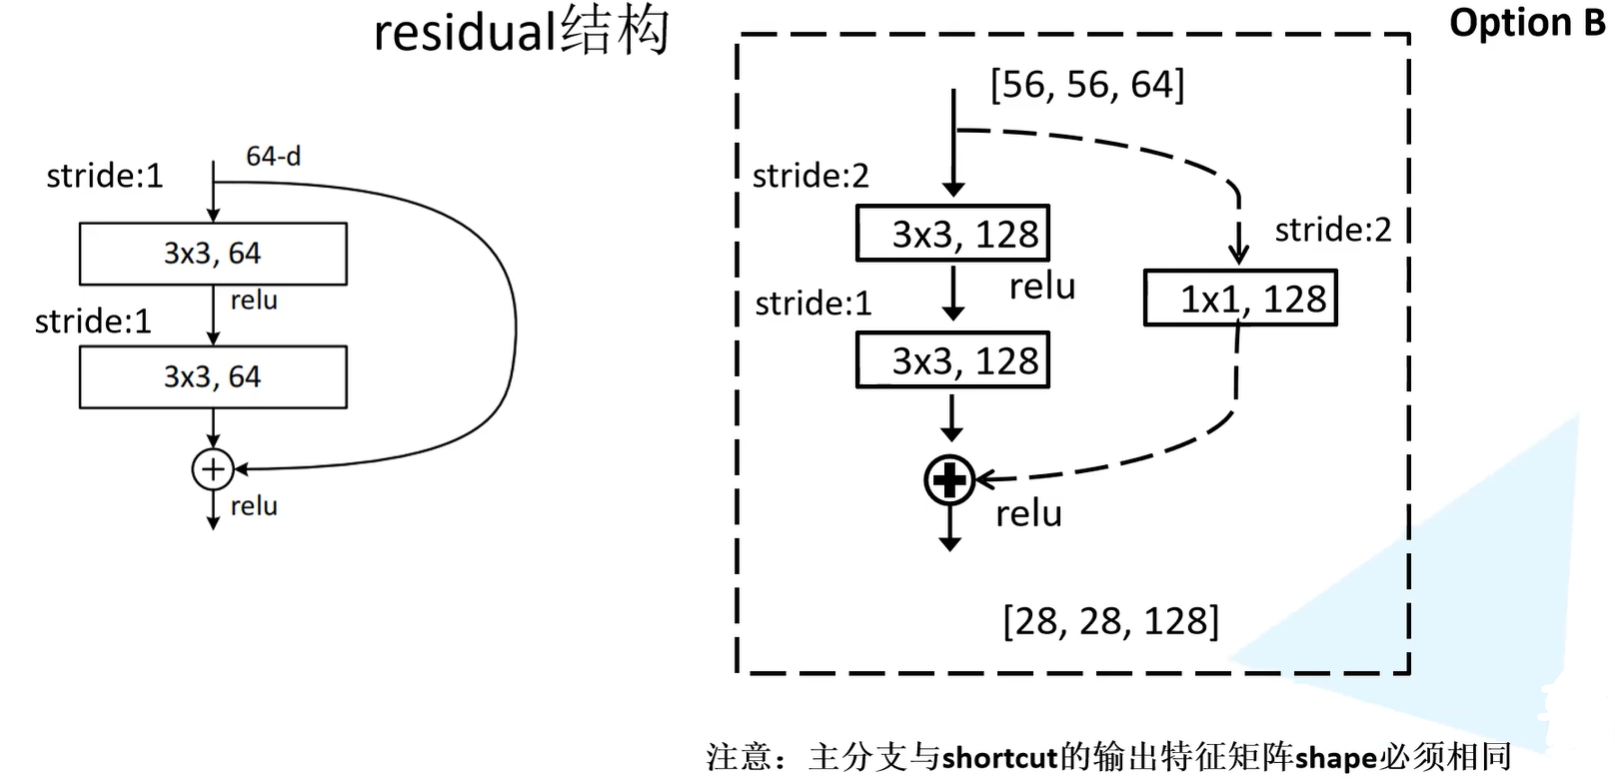 residual结构
Option B
64-d
stride:1
3x3, 64
relu
stride:1
3x3, 64
relu
[56, 56, 64]
stride:2
3x3, 128
stride:2
relu
1x1, 128
stride:1
3x3, 128
relu
[28, 28, 128]
注意：主分支与shortcut的输出特征矩阵shape必须相同